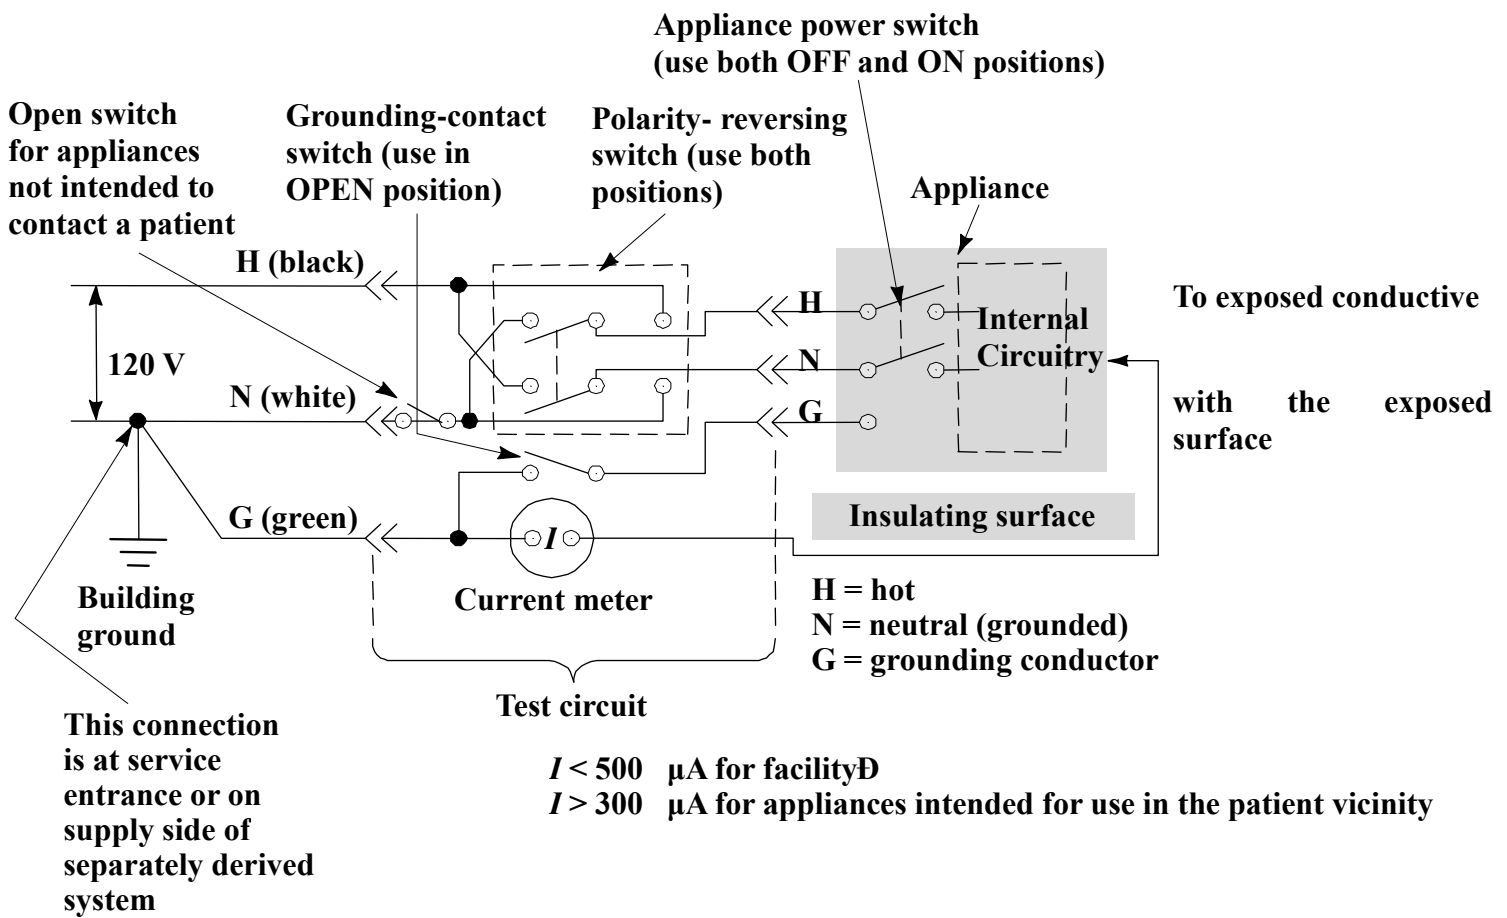 Appliance power switch
(use both OFF and ON positions)
Open switch
for appliances
not intended to
contact a patient
Grounding-contact
switch (use in
OPEN position)
Polarity- reversing
switch (use both
positions)
Appliance
H (black)
H
To exposed conductive
Internal
Circuitry
120 V
N
N (white)
G
with the exposed
surface
G (green)
I
Insulating surface
Building
ground
Current meter
H = hot
N = neutral (grounded)
G = grounding conductor
Test circuit
This connection
is at service
entrance or on
supply side of
separately derived
system
I < 500 µA for facilityÐ
I > 300 µA for appliances intended for use in the patient vicinity